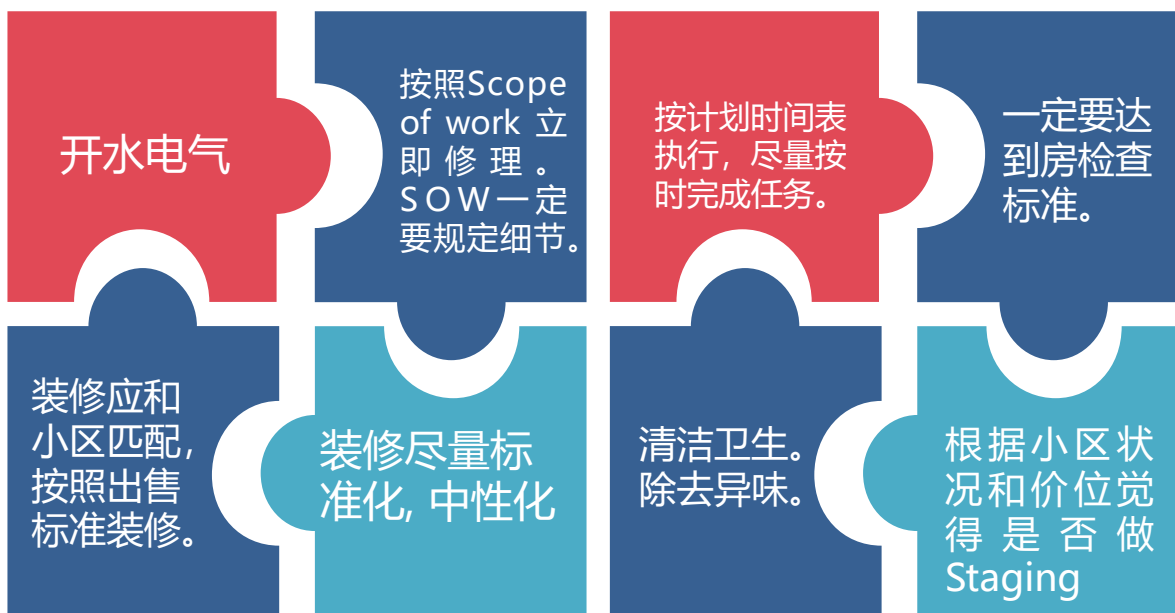 开水电气
按照Scope
of work 立
即修理。
SOW一定
要规定细节。
按计划时间表
执行，尽量按
时完成任务。
一定要达
到房检查
标准。
装修应和
小区匹配，
按照出售
标准装修。
装修尽量标
准化, 中性化
清洁卫生。
除去异味。
根据小区状
况和价位觉
得是否做
Staging